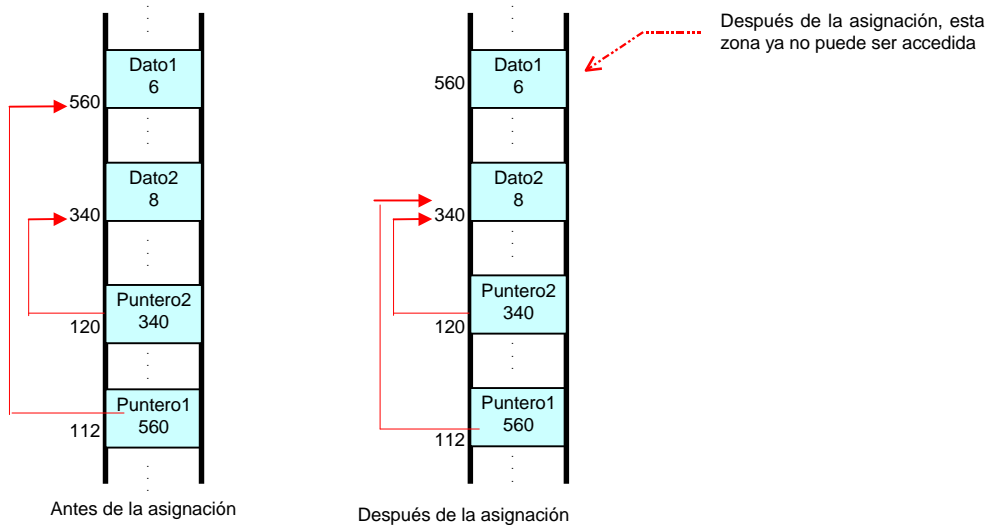 Dato1
6
560
Dato2
8
340
Puntero2
340
120
Puntero1
560
112
Antes de la asignación
Dato1
6
560
Dato2
8
340
Puntero2
340
120
Puntero1
560
112
Después de la asignación
Después de la asignación, esta
zona ya no puede ser accedida